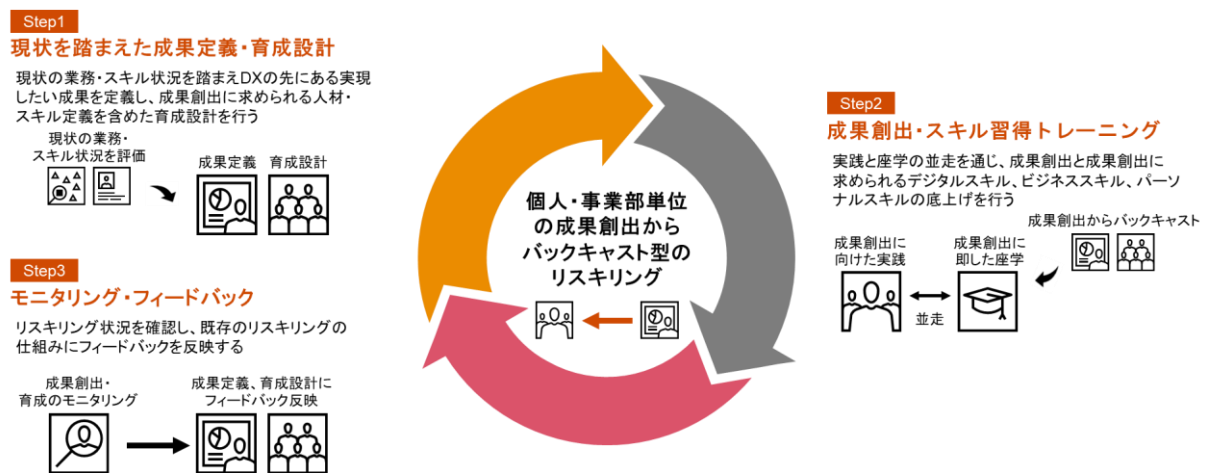 Step1
現状を踏まえた成果定義・育成設計
現状の業務・スキル状況を踏まえDXの先にある実現
したい成果を定義し、成果創出に求められる人材・
スキル定義を含めた育成設計を行う
現状の業務・
スキル状況を評価
成果定義
育成設計
Step2
成果創出・スキル習得トレーニング
実践と座学の並走を通じ、成果創出と成果創出に
求められるデジタルスキル、ビジネススキル、パーソ
ナルスキルの底上げを行う
成果創出からバックキャスト
成果創出に
向けた実践
成果創出に
即した座学
並走
Step3
モニタリング・フィードバック
リスキリング状況を確認し、既存のリスキリングの
仕組みにフィードバックを反映する
成果創出・
育成のモニタリング
成果定義、育成設計に
フィードバック反映
個人・事業部単位
の成果創出から
バックキャスト型の
リスキリング